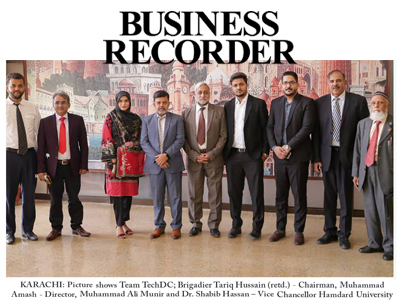 BUSINESS
RECORDER
KARACHI: Picture shows Team TechDC; Brigadier Tariq Hussain (retd.) - Chairman, Muhammad
Amash - Director, Muhammad Ali Munir and Dr. Shabib Hassan – Vice Chancellor Hamdard University